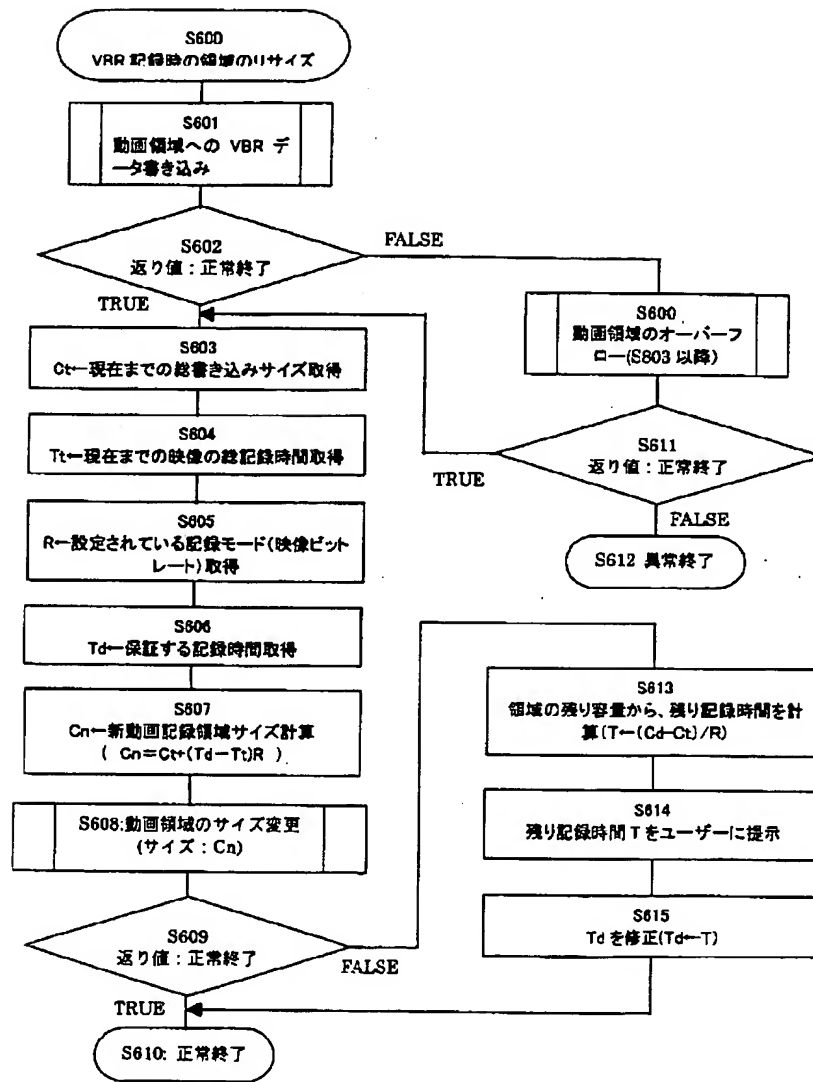 S600
VBR 記録時の領域のリサイズ
S601
動画領域への VBR デ
ータ書き込み
S602
返り値：正常終了
FALSE
TRUE
S600
動画領域のオーバーフ
ロー(S803 以降)
S603
Ct←現在までの総書き込みサイズ取得
S604
Tt←現在までの映像の総記録時間取得
S611
返り値：正常終了
TRUE
FALSE
S605
R←設定されている記録モード(映像ビット
レート)取得
S612 異常終了
S606
Td←保証する記録時間取得
S607
Cn←新動画記録領域サイズ計算
( Cn＝Ct+(Td－Tt)R )
S613
領域の残り容量から、残り記録時間を計
算(T←(Cd-Ct)/R)
S608:動画領域のサイズ変更
(サイズ：Cn)
S614
残り記録時間 T をユーザーに提示
S609
返り値：正常終了
FALSE
TRUE
S615
Td を修正(Td←T)
S610: 正常終了